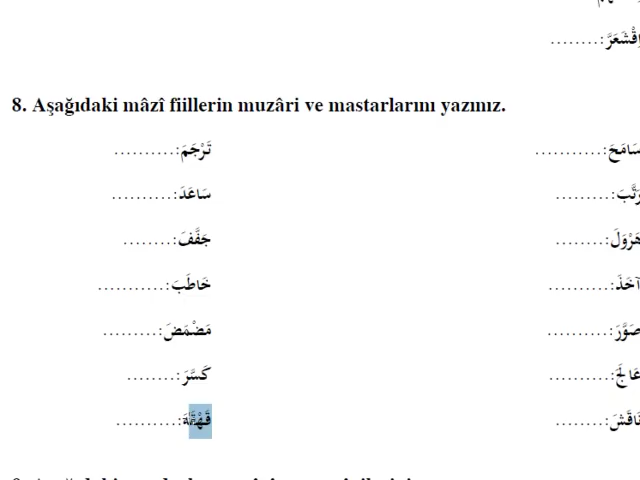 اِقْشَعَرَّ:........
8. Aşağıdaki mâzî fiillerin muzâri ve mastarlarını yazınız.
سَامَحَ:........... تَرْجَمَ:..........
رَتَّبَ:......... سَاعَدَ:..........
هَرْوَلَ:......... جَفَّفَ:........
آخَذَ:.......... خَاطَبَ:...........
صَوَّرَ:.......... مَضْمَضَ:.........
عَالَجَ:.......... كَسَّرَ:........
نَاقَشَ:......... قَهْقَهَ:..........